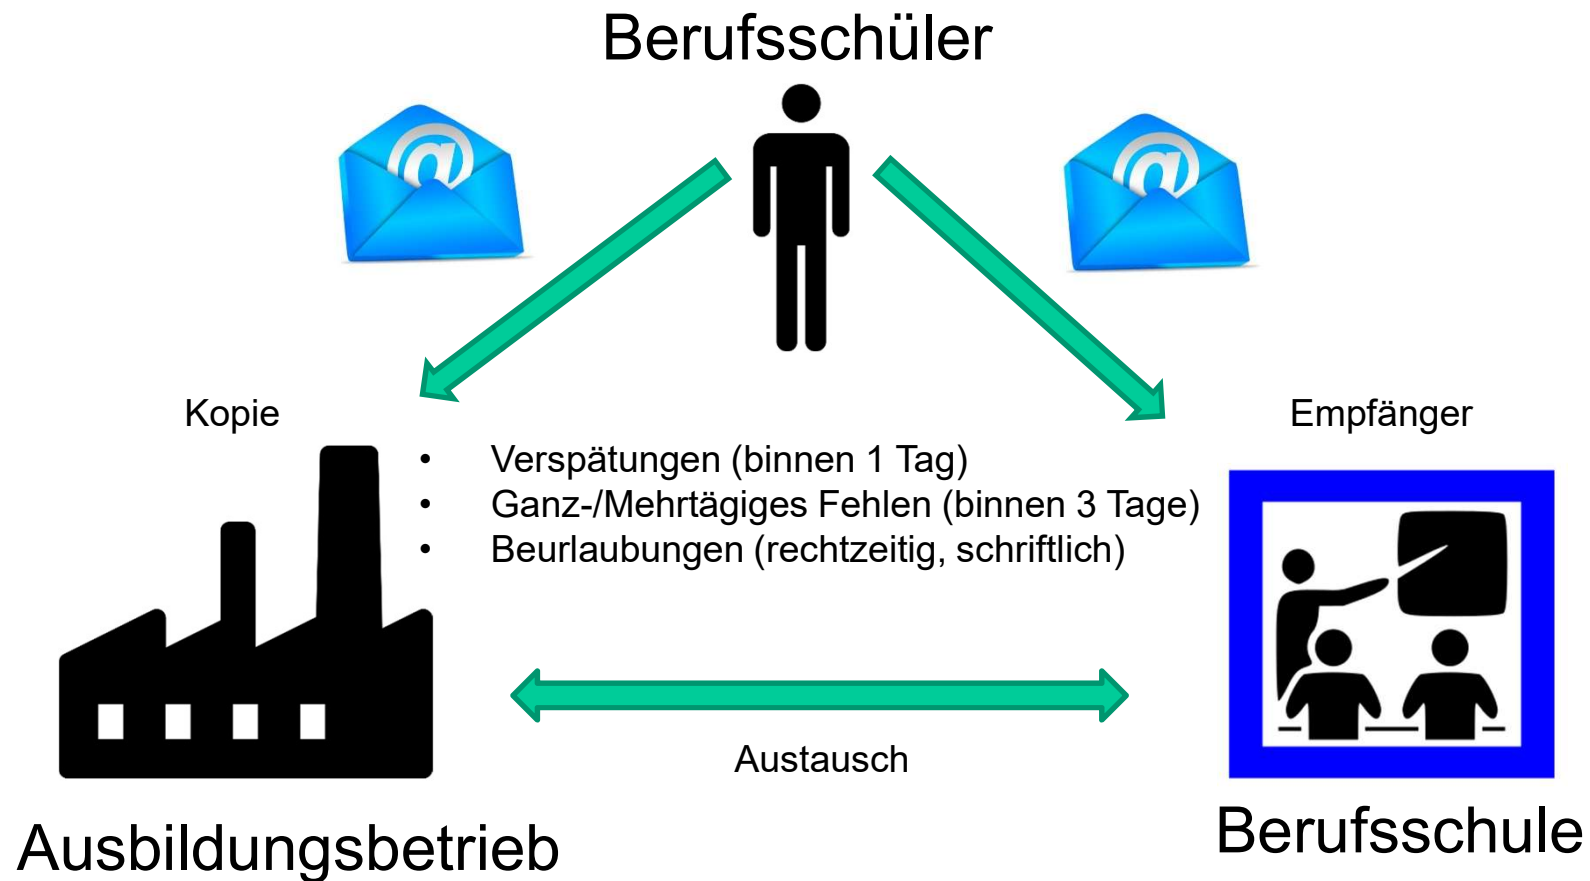 Berufsschüler
@
@
Kopie
Empfänger
• Verspätungen (binnen 1 Tag)
• Ganz-/Mehrtägiges Fehlen (binnen 3 Tage)
• Beurlaubungen (rechtzeitig, schriftlich)
Austausch
Ausbildungsbetrieb
Berufsschule